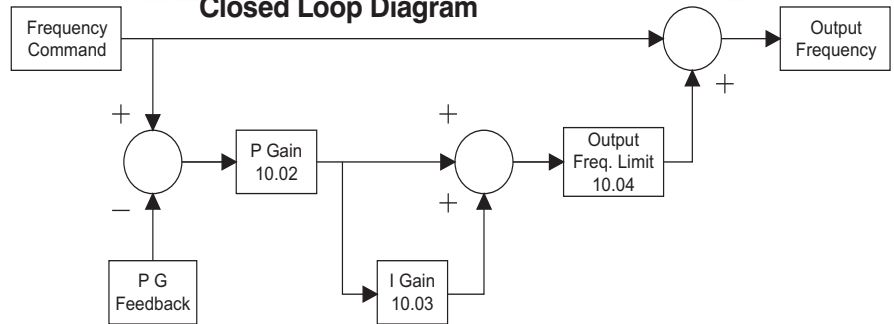 Closed Loop Diagram
Frequency
Command
Output
Frequency
+
+
+
P Gain
10.02
Output
Freq. Limit
10.04
−
+
P G
Feedback
I Gain
10.03